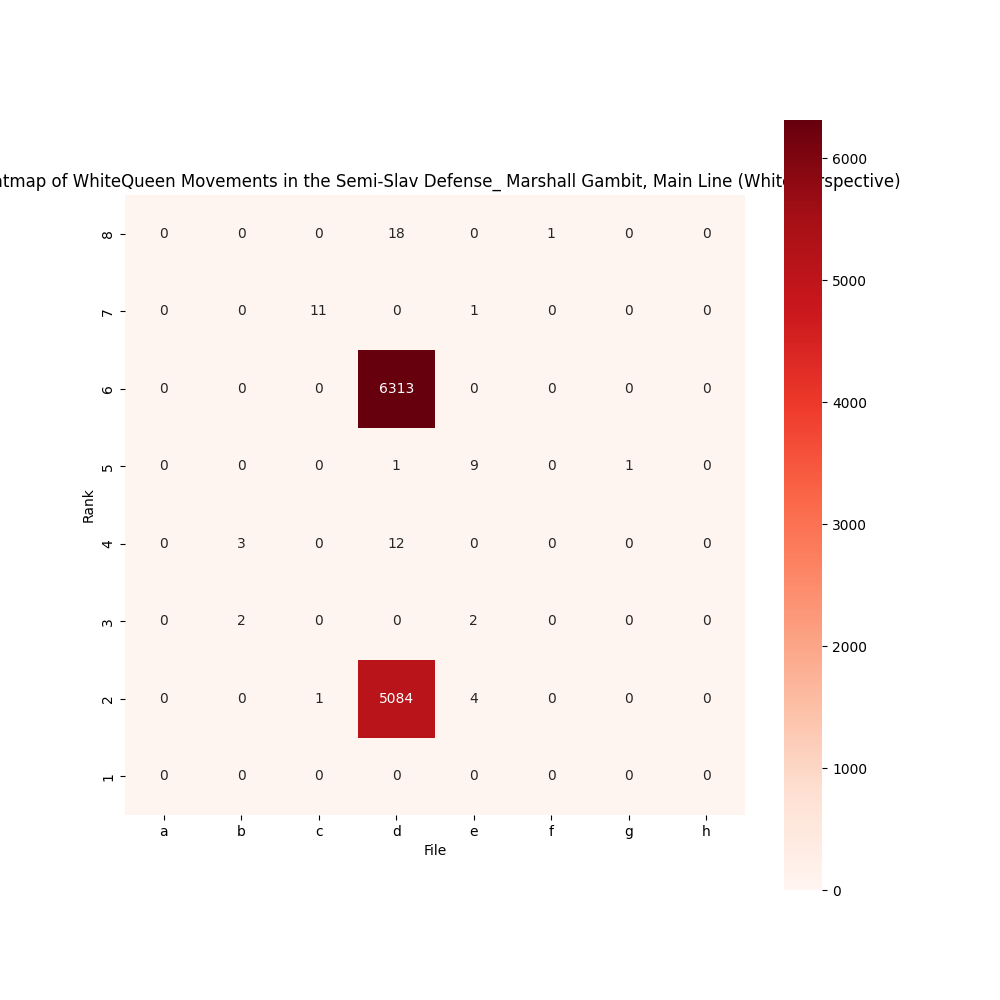 atmap of WhiteQueen Movements in the Semi-Slav Defense_ Marshall Gambit, Main Line (Whit rspective)
8 0 0 0 18 0 1 0 0
7 0 0 11 0 1 0 0 0
6 0 0 0 6313 0 0 0 0
5 0 0 0 1 9 0 1 0
Rank
4 0 3 0 12 0 0 0 0
3 0 2 0 0 2 0 0 0
2 0 0 1 5084 4 0 0 0
1 0 0 0 0 0 0 0 0
a b c d e f g h
File
6000
5000
4000
3000
2000
1000
0